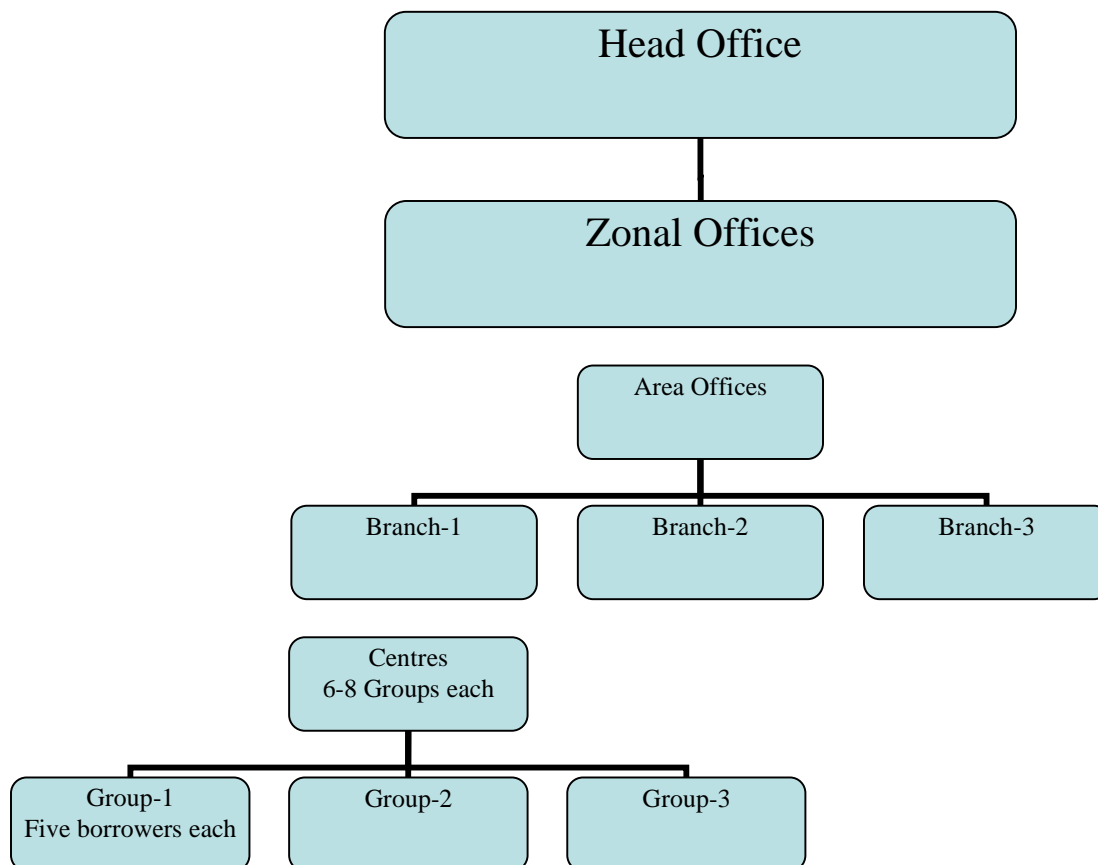 Head Office
Zonal Offices
Area Offices
Branch-1
Branch-2
Branch-3
Centres
6-8 Groups each
Group-1
Five borrowers each
Group-2
Group-3